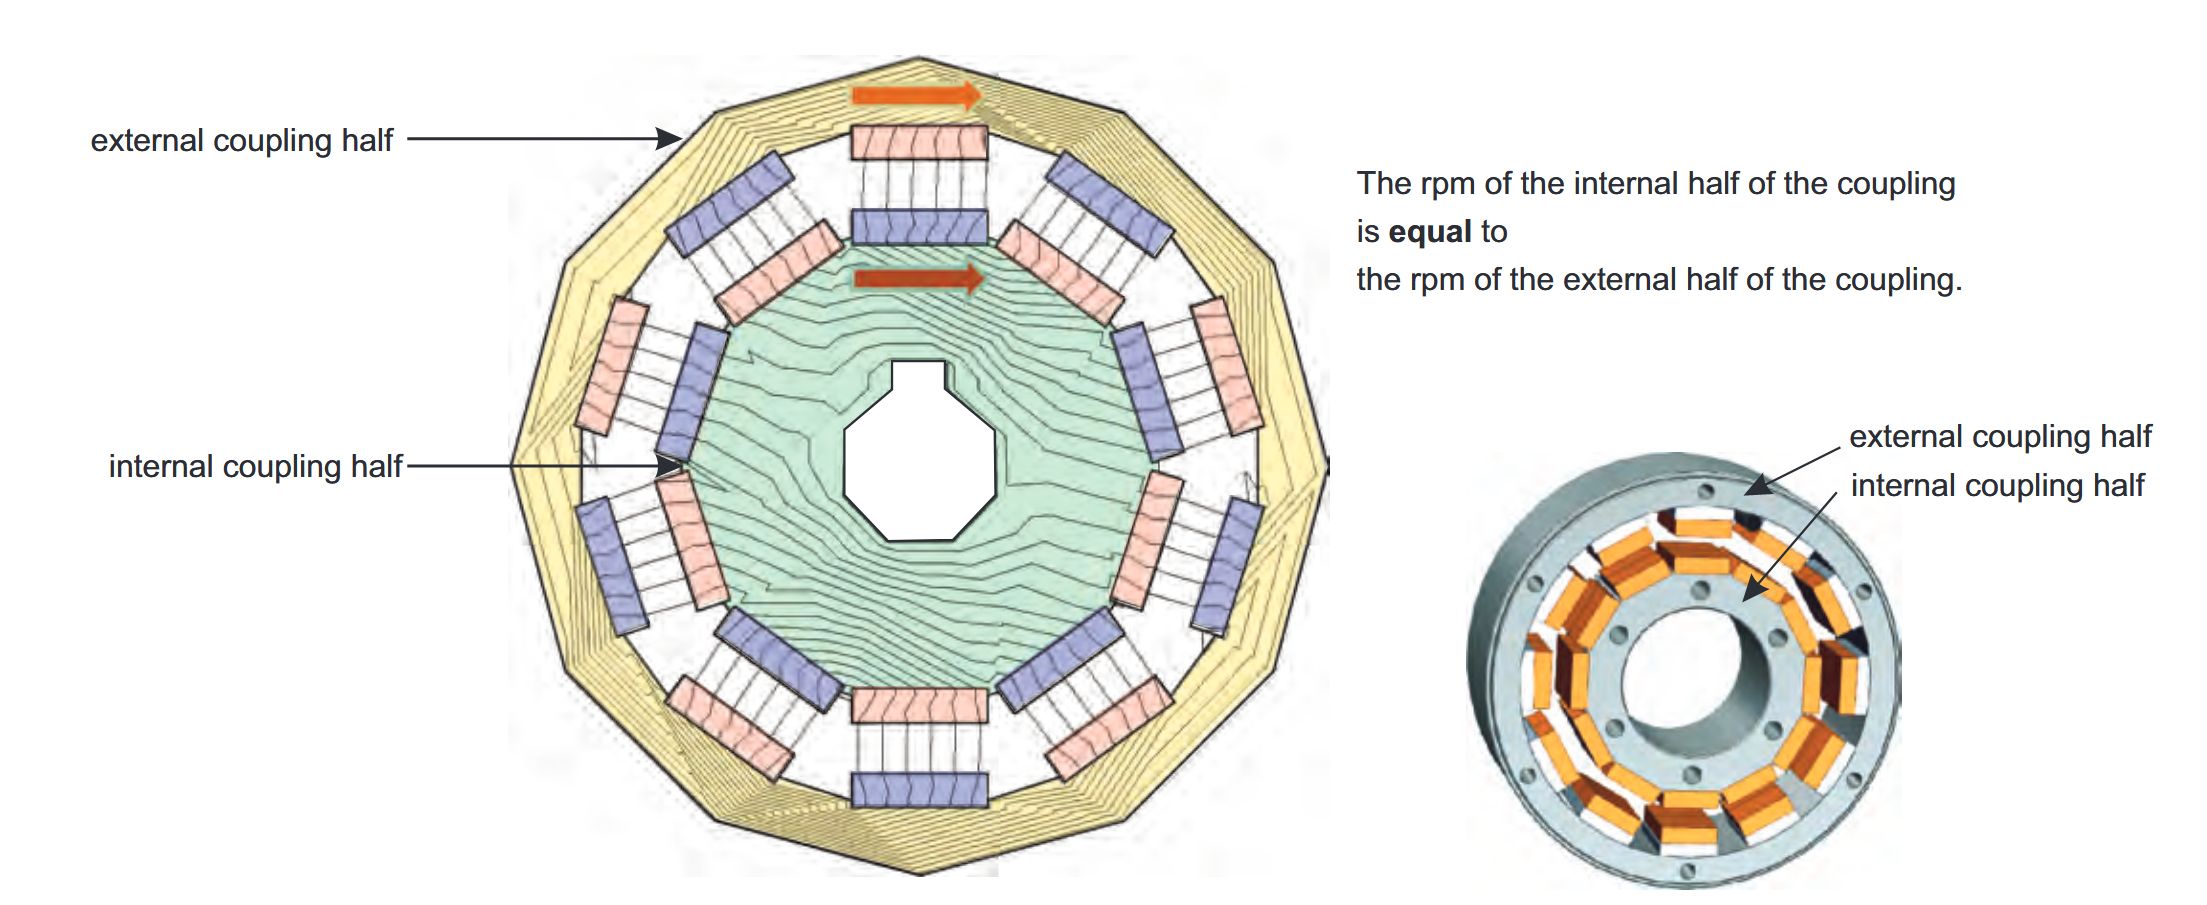 external coupling half
internal coupling half
The rpm of the internal half of the coupling
is equal to
the rpm of the external half of the coupling.
external coupling half
internal coupling half